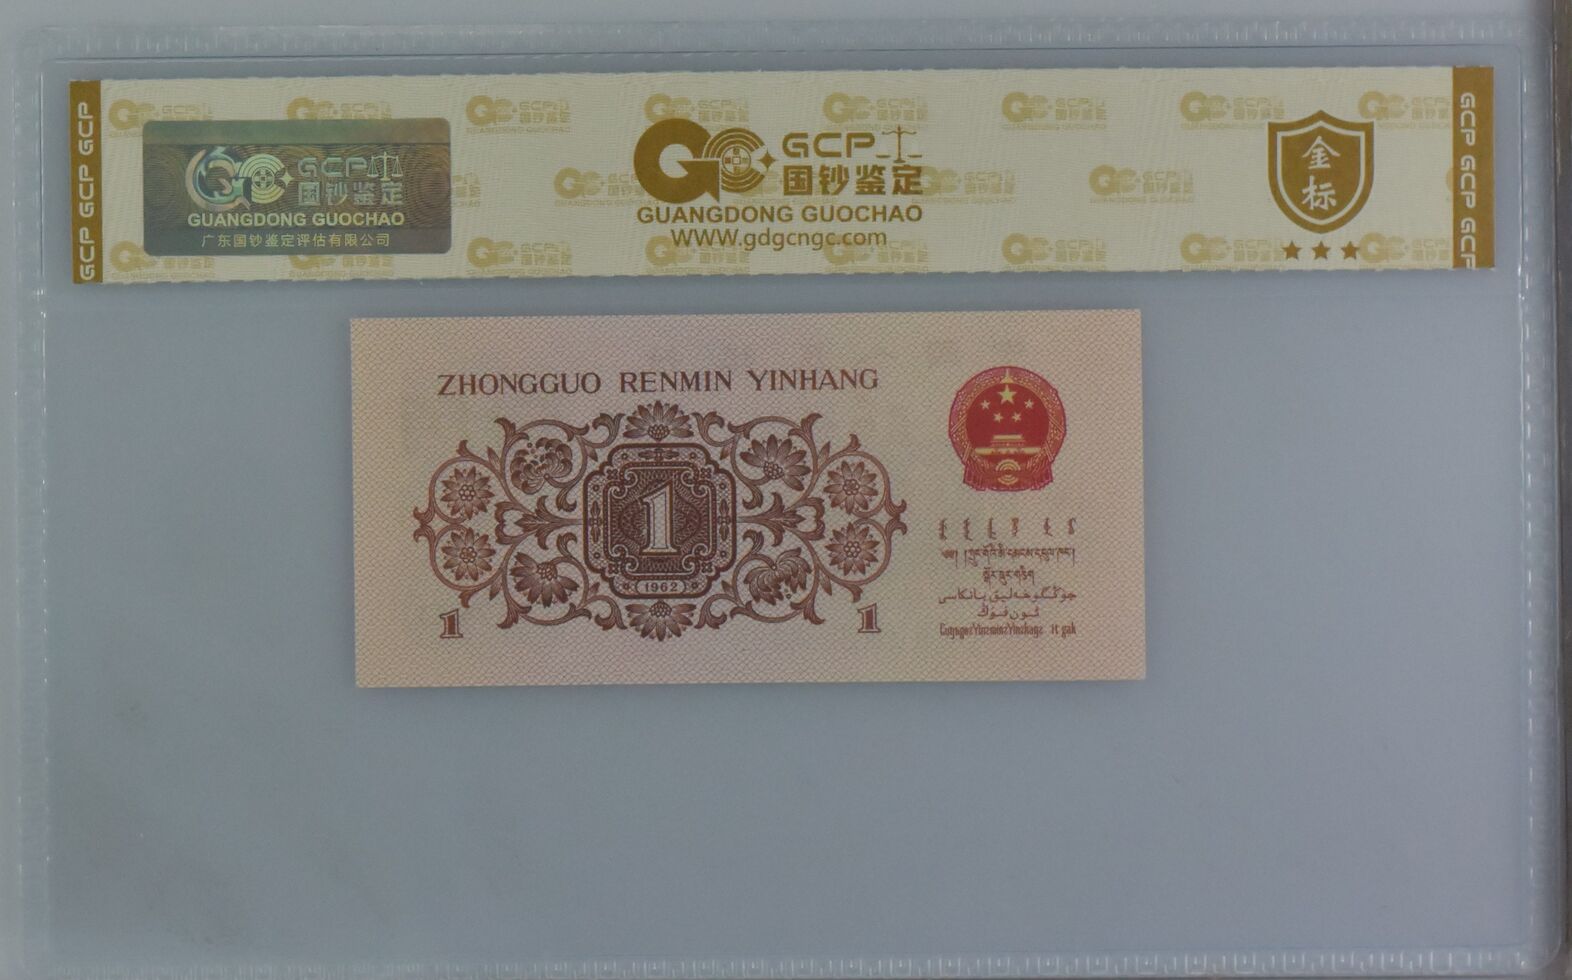 GCP GCP GCP
GCP
国钞鉴定
GUANGDONG GUOCHAO
广东国钞鉴定评估有限公司
GCP
国钞鉴定
GUANGDONG GUOCHAO
WWW.gdgcngc.com
金
标
GCP GCP GCP
ZHONGGUO RENMIN YINHANG
1
(1962)
1
1
جۇڭگوخەلىق بانكاسى